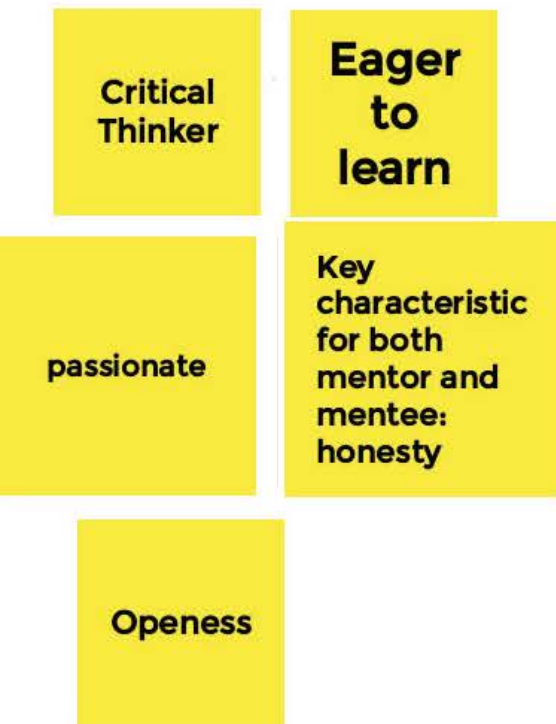 Critical
Thinker
Eager
to
learn
passionate
Key
characteristic
for both
mentor and
mentee:
honesty
Openess